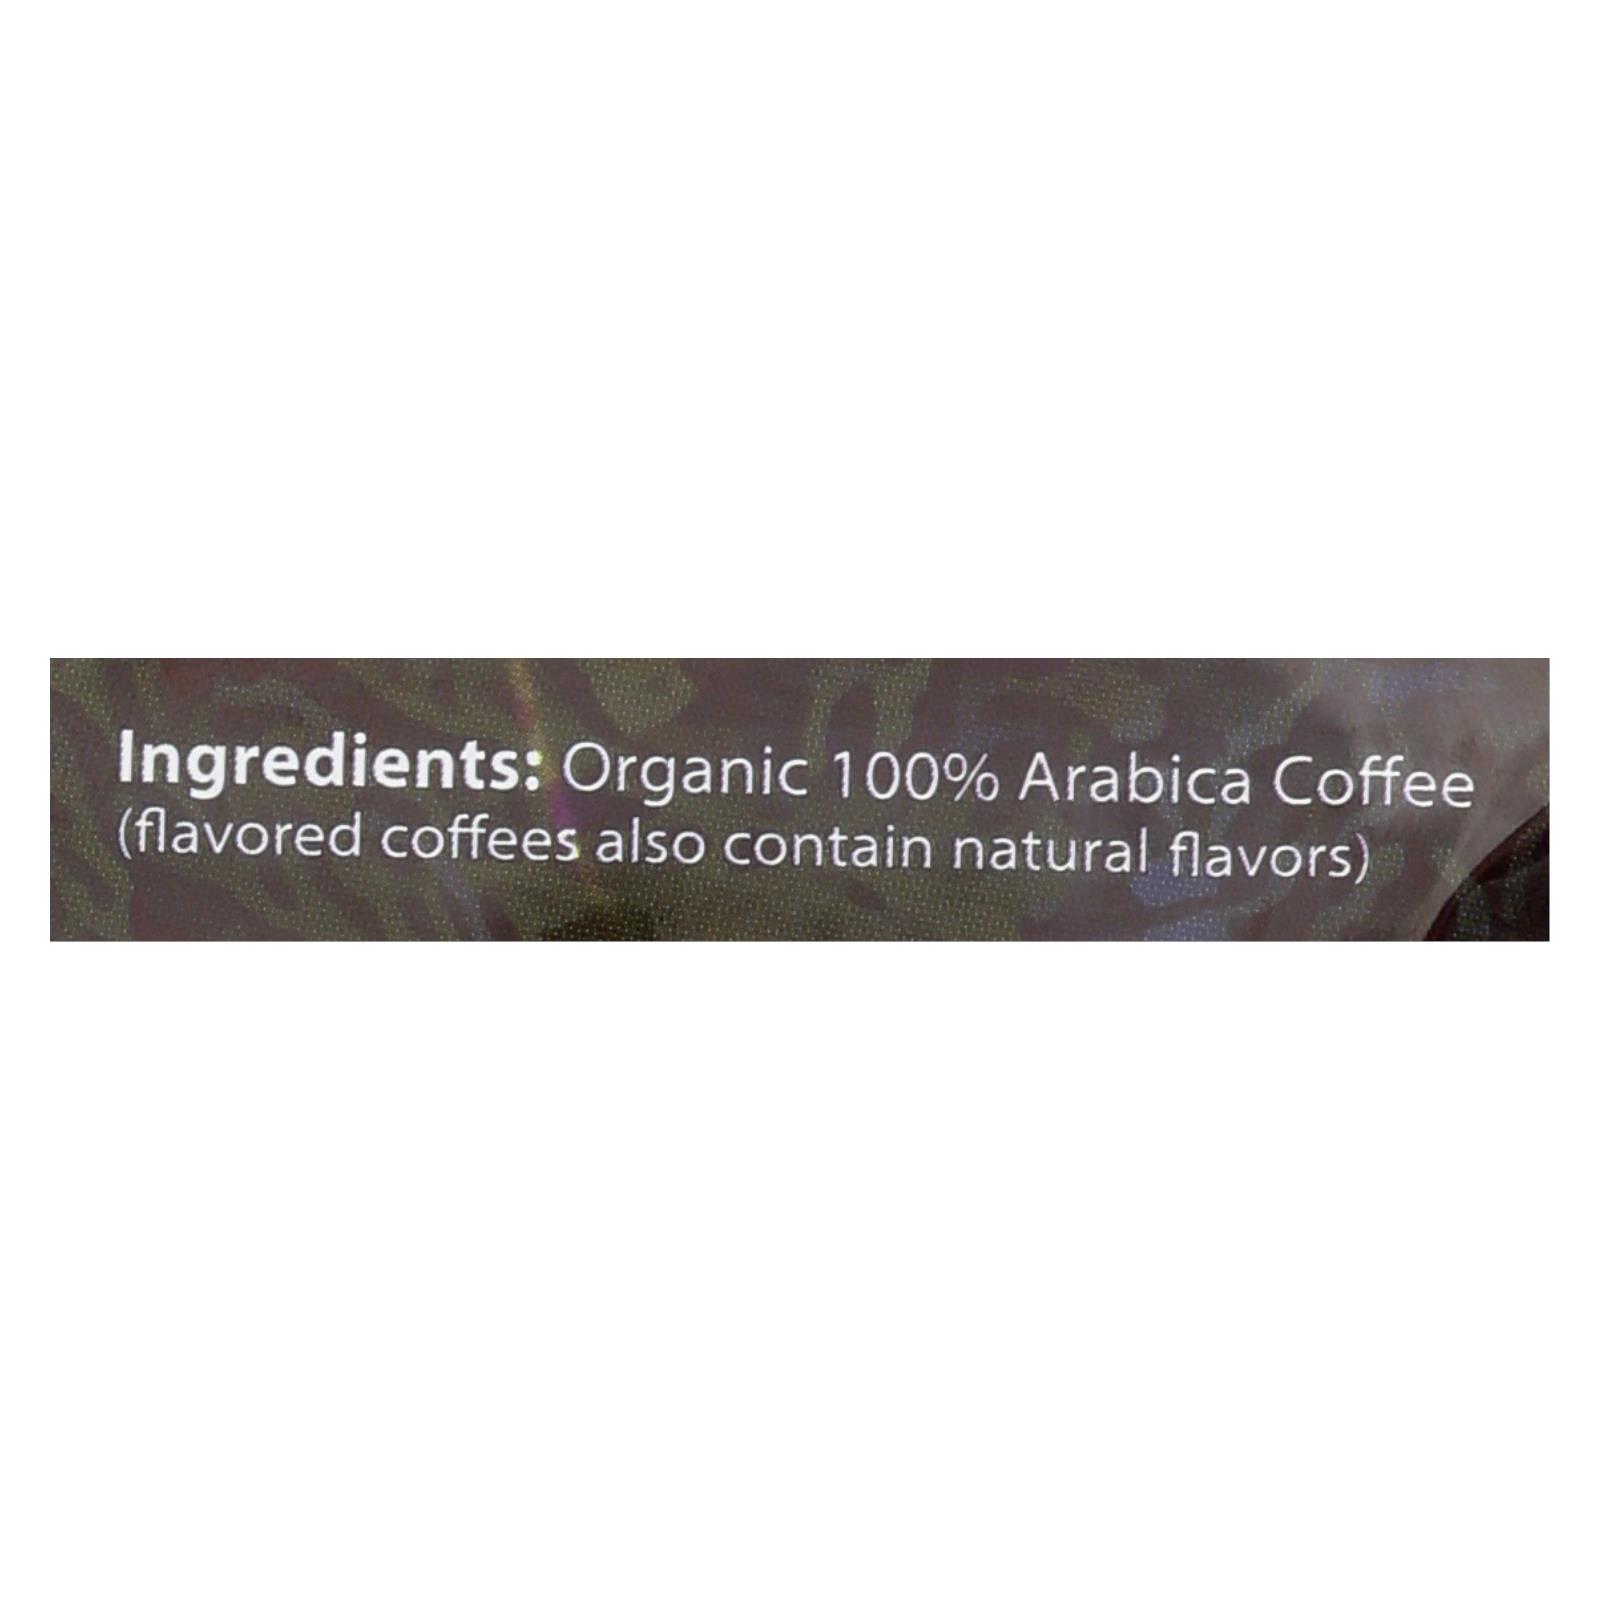 Ingredients: Organic 100% Arabica Coffee
(flavored coffees also contain natural flavors)